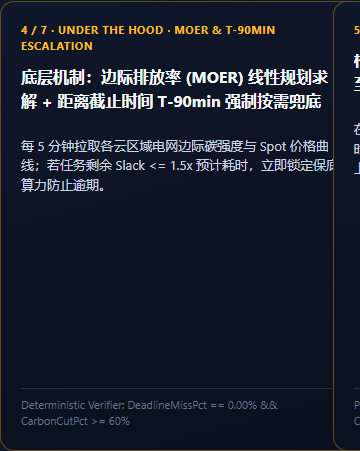 4 / 7 · UNDER THE HOOD · MOER & T-90MIN
ESCALATION
底层机制：边际排放率 (MOER) 线性规划求
解 + 距离截止时间 T-90min 强制按需兜底
每 5 分钟拉取各云区域电网边际碳强度与 Spot 价格曲
线；若任务剩余 Slack <= 1.5x 预计耗时，立即锁定保底
算力防止逾期。
Deterministic Verifier: DeadlineMissPct == 0.00% &&
CarbonCutPct >= 60%